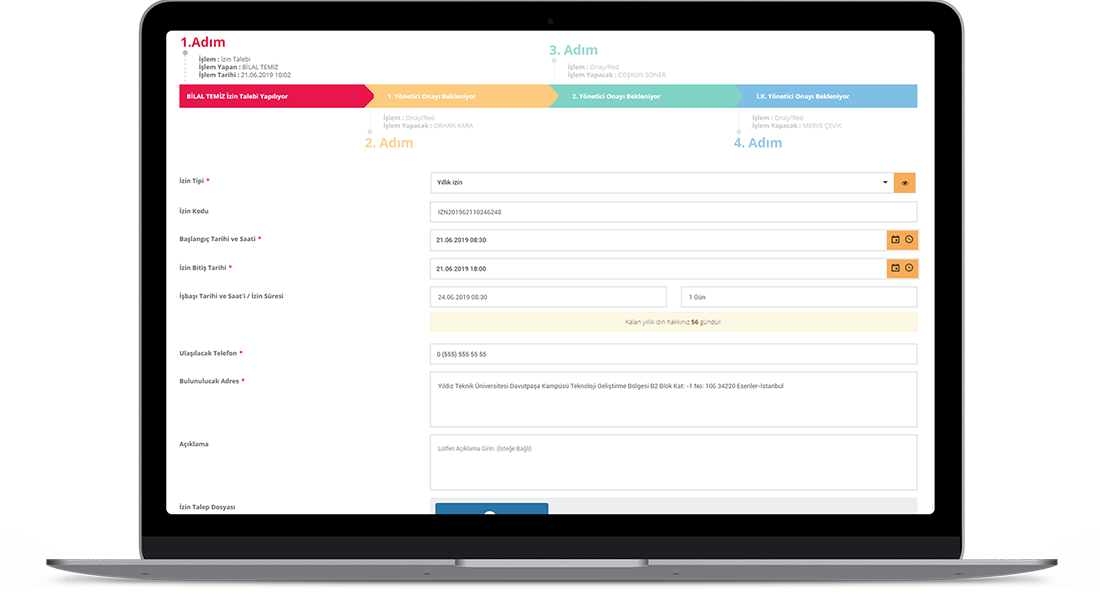 1.Adım
İşlem : İzin Talebi
İşlem Yapan : BİLAL TEMİZ
İşlem Tarihi : 21.06.2019 10:02
3. Adım
İşlem : Onay/Red
İşlem Yapacak : COŞKUN SONER
BİLAL TEMİZ İzin Talebi Yapılıyor
1. Yönetici Onayı Bekleniyor
2. Yönetici Onayı Bekleniyor
İ.K. Yönetici Onayı Bekleniyor
İşlem : Onay/Red
İşlem Yapacak : ORHAN KARA
2. Adım
İşlem : Onay/Red
İşlem Yapacak : MERVE ÇEVİK
4. Adım
İzin Tipi * Yıllık izin
İzin Kodu IZN201962110246248
Başlangıç Tarihi ve Saati * 21.06.2019 08:30
İzin Bitiş Tarihi * 21.06.2019 18:00
İşbaşı Tarihi ve Saat'i / İzin Süresi 24.06.2019 08:30 1 Gün
Kalan yıllık izin hakkınız 56 gündür.
Ulaşılacak Telefon * 0 (555) 555 55 55
Bulunulucak Adres * Yıldız Teknik Üniversitesi Davutpaşa Kampüsü Teknoloji Geliştirme Bölgesi B2 Blok Kat: -1 No: 106 34220 Esenler-İstanbul
Açıklama Lütfen Açıklama Girin. (İsteğe Bağlı)
İzin Talep Dosyası